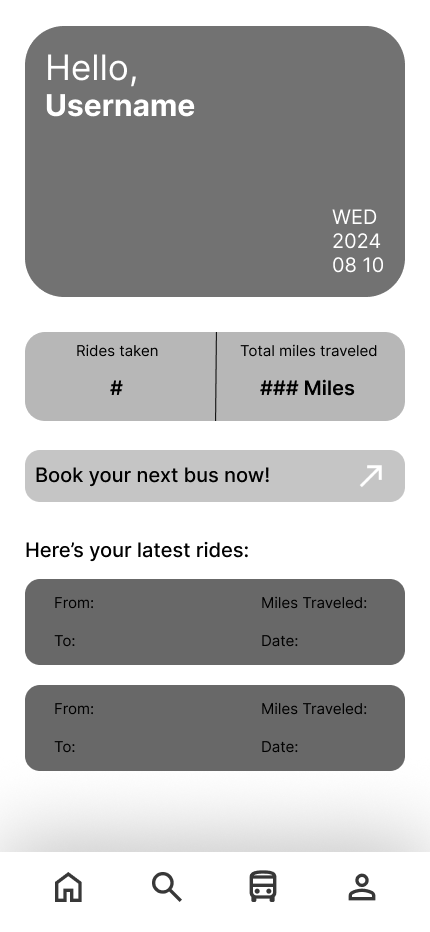 Hello,
Username
WED
2024
08 10
Rides taken
Total miles traveled
#
### Miles
Book your next bus now!
Here’s your latest rides:
From:
Miles Traveled:
To:
Date:
From:
Miles Traveled:
To:
Date: